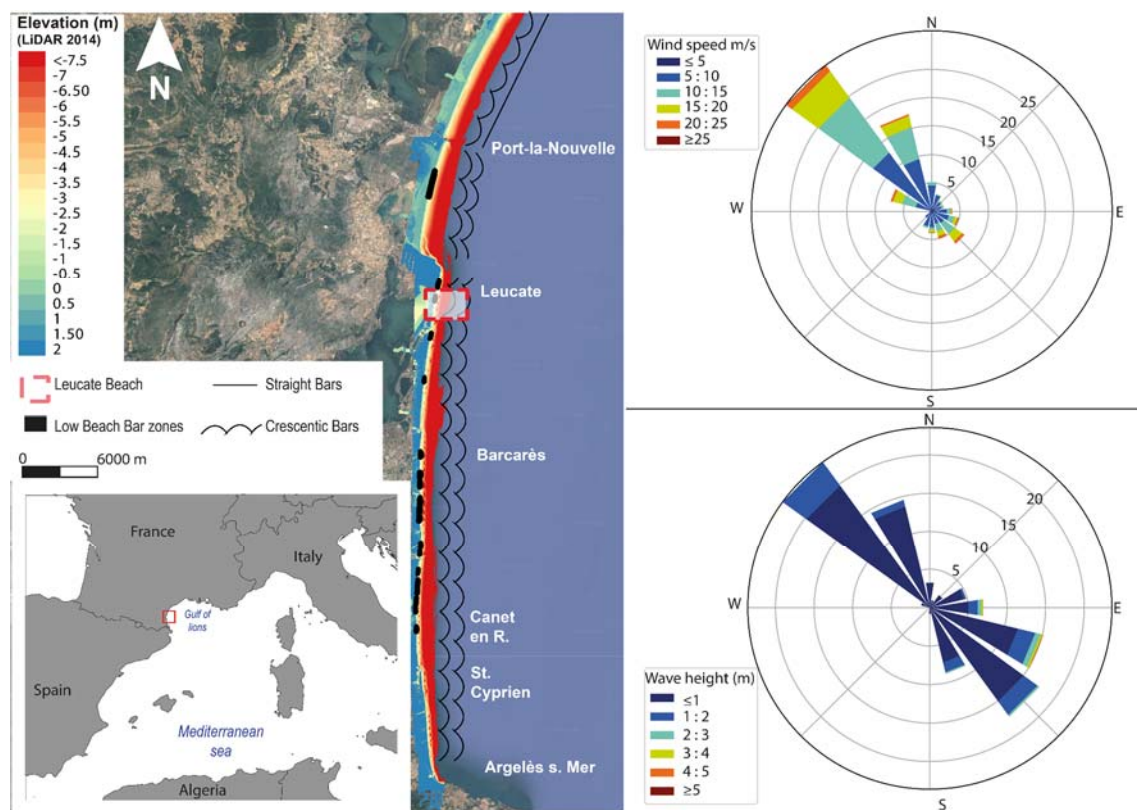 Elevation (m)
(LiDAR 2014)
<-7.5
-7
-6.50
-6
-5.5
-5
-4.5
-4
-3.5
-3
-2.5
-2
-1.5
-1
-0.5
0
0.5
1
1.50
2
N
Port-la-Nouvelle
Leucate
Barcarès
Canet
en R.
St.
Cyprien
Argelès s. Mer
Leucate Beach
Straight Bars
Low Beach Bar zones
Crescentic Bars
0 6000 m
France
Italy
Gulf of
lions
Spain
Mediterranean
sea
Algeria
Wind speed m/s
≤ 5
5 : 10
10 : 15
15 : 20
20 : 25
≥25
N
25
20
15
10
5
W
E
S
N
20
15
10
5
W
E
Wave height (m)
≤1
1 : 2
2 : 3
3 : 4
4 : 5
≥5
S